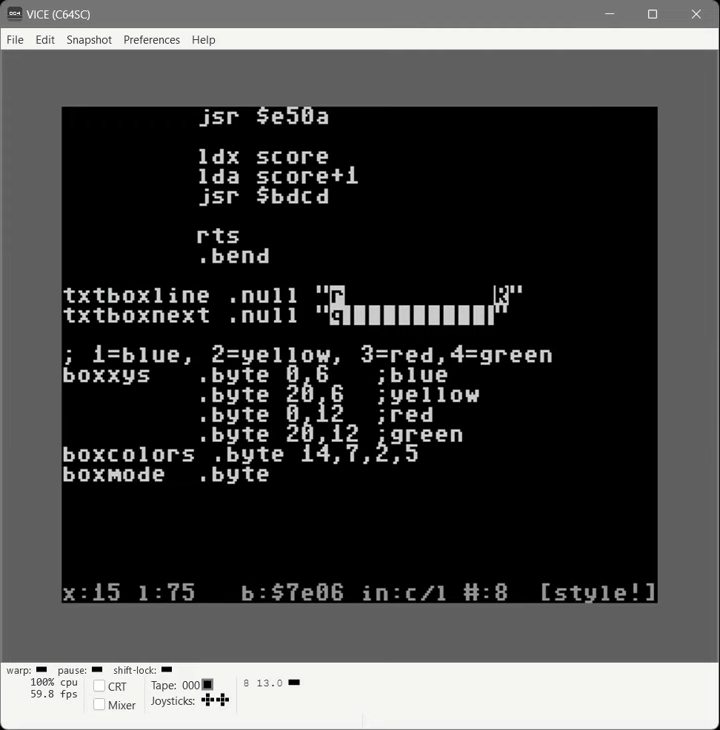 VICE (C64SC)
File Edit Snapshot Preferences Help
jsr $e50a
ldx score
lda score+1
jsr $bdcd
rts
.bend
txtboxline .null "r R"
txtboxnext .null "q"
; 1=blue, 2=yellow, 3=red,4=green
boxxys .byte 0,6 ;blue
.byte 20,6 ;yellow
.byte 0,12 ;red
.byte 20,12 ;green
boxcolors .byte 14,7,2,5
boxmode .byte
x:15 l:75 b:$7e06 in:c/l #:8 [style!]
warp: pause: shift-lock:
100% cpu
59.8 fps
CRT
Mixer
Tape: 000
Joysticks:
8 13.0